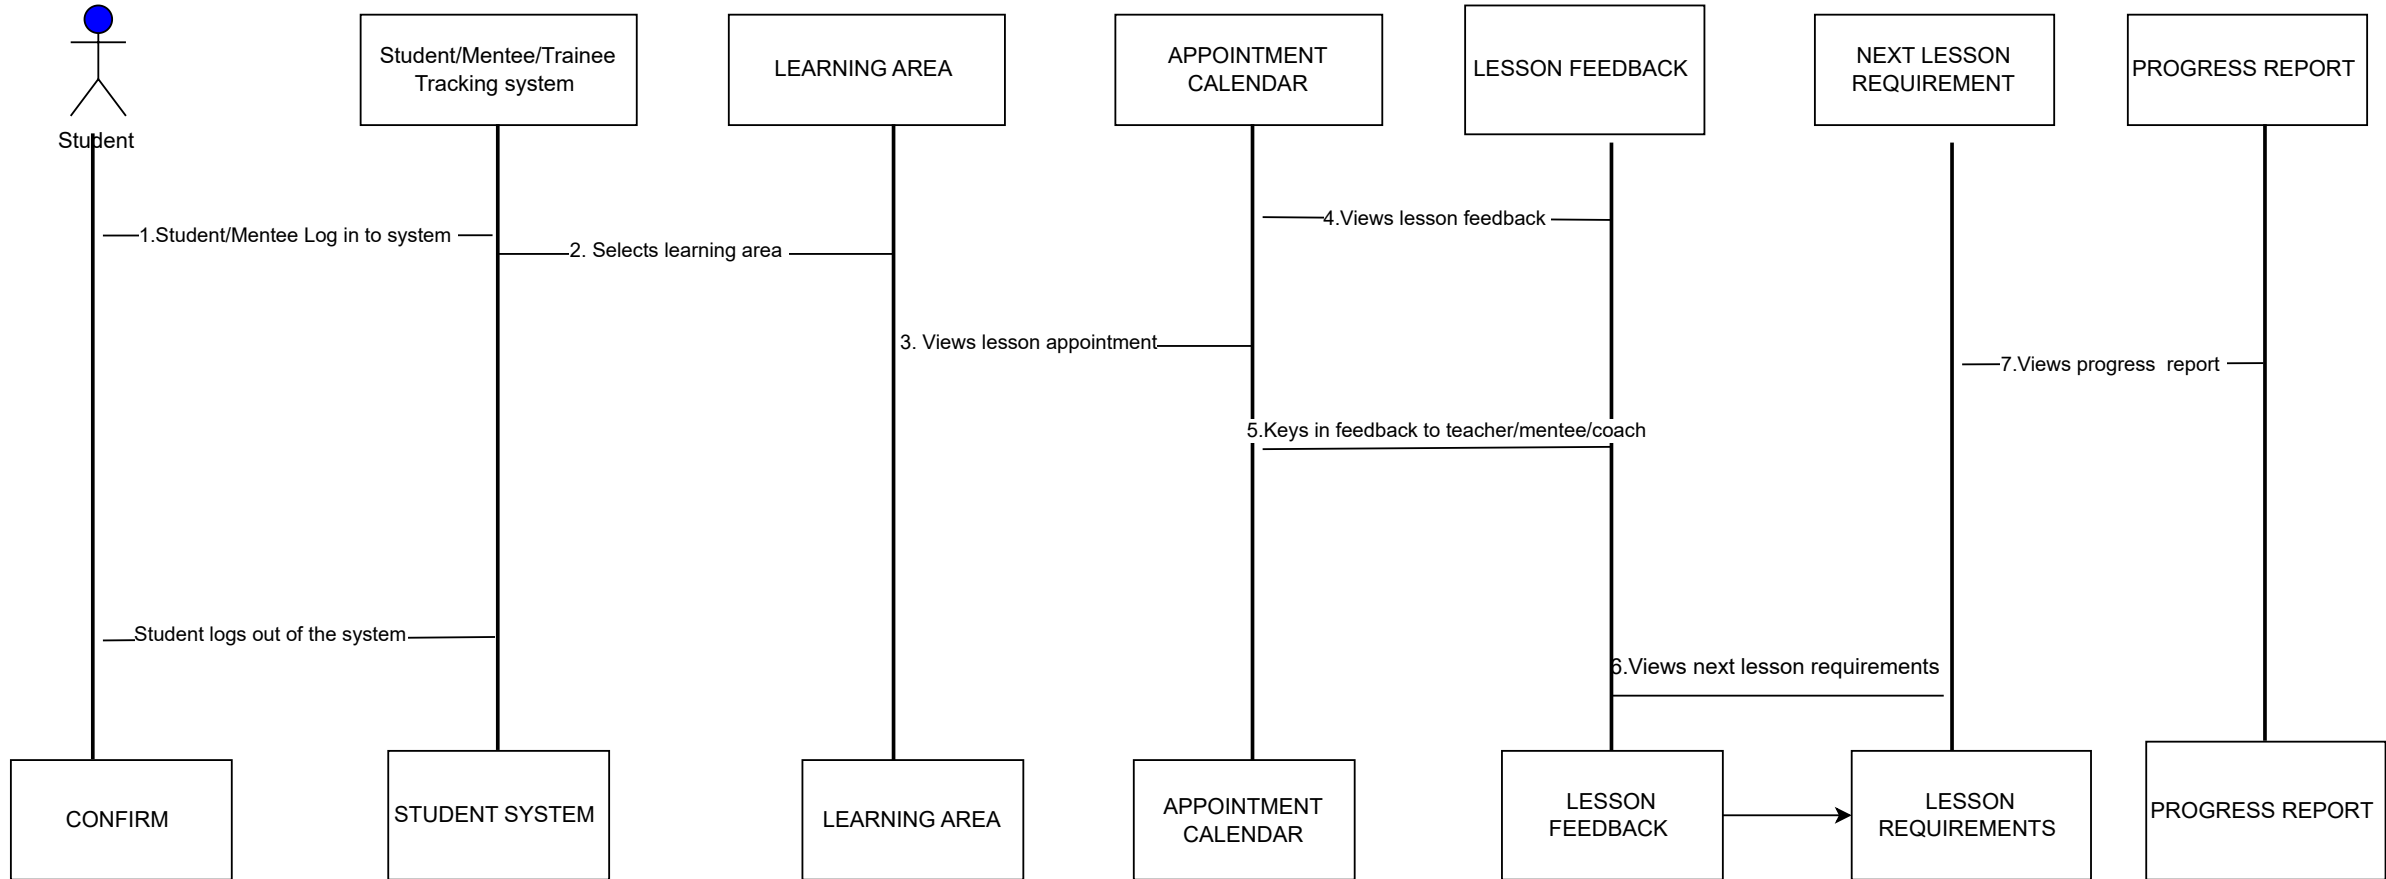 Student
Student/Mentee/Trainee
Tracking system
LEARNING AREA
APPOINTMENT
CALENDAR
LESSON FEEDBACK
NEXT LESSON
REQUIREMENT
PROGRESS REPORT
1.Student/Mentee Log in to system
2. Selects learning area
3. Views lesson appointment
4.Views lesson feedback
5.Keys in feedback to teacher/mentee/coach
7.Views progress  report
Student logs out of the system
6.Views next lesson requirements
CONFIRM
STUDENT SYSTEM
LEARNING AREA
APPOINTMENT
CALENDAR
LESSON
FEEDBACK
LESSON
REQUIREMENTS
PROGRESS REPORT